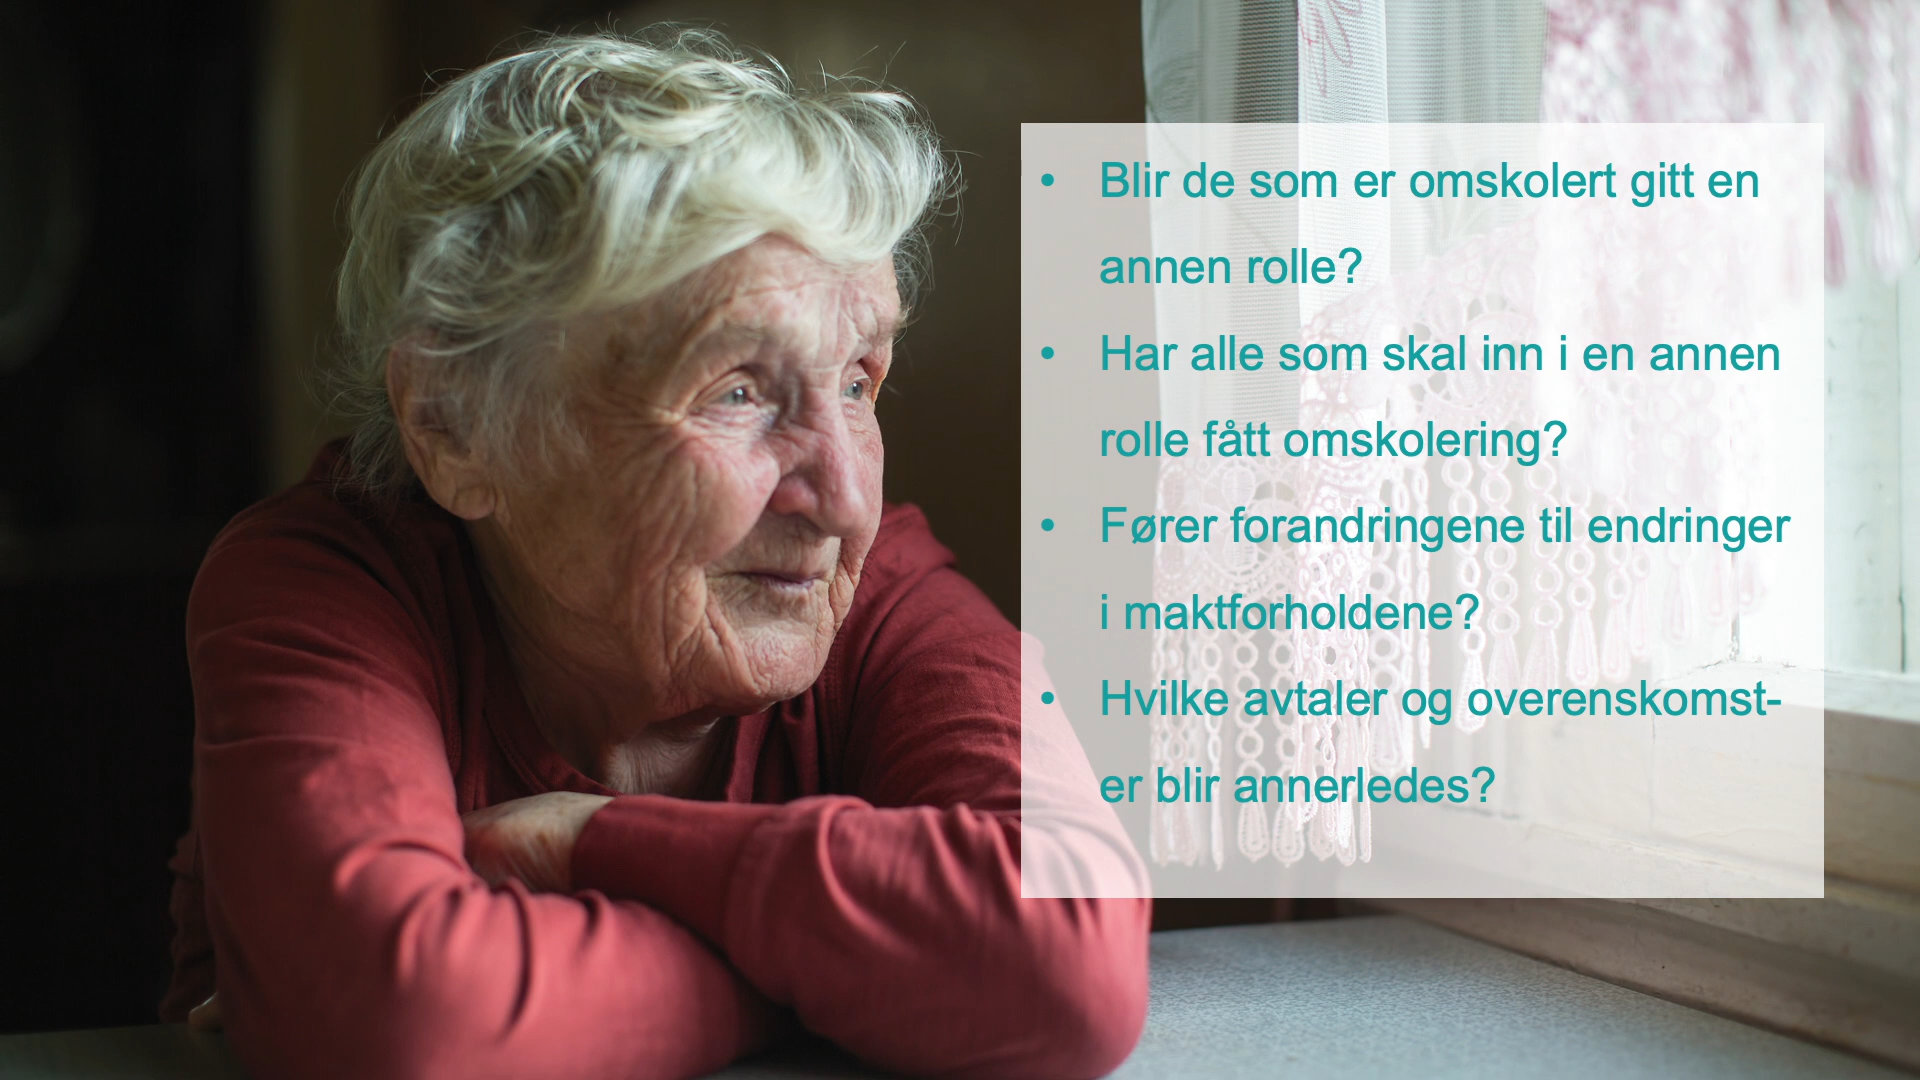 • Blir de som er omskolert gitt en
annen rolle?
• Har alle som skal inn i en annen
rolle fått omskolering?
• Fører forandringene til endringer
i maktforholdene?
• Hvilke avtaler og overenskomst-
er blir annerledes?